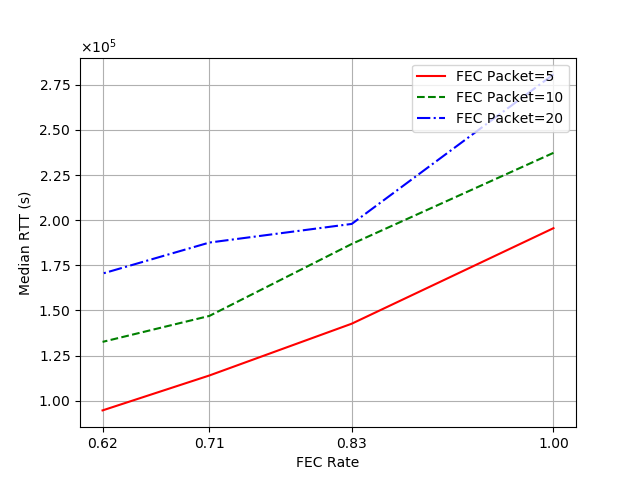 ×10⁵
2.75
2.50
2.25
2.00
1.75
1.50
1.25
1.00
Median RTT (s)
FEC Packet=5
FEC Packet=10
FEC Packet=20
0.62 0.71 0.83 1.00
FEC Rate